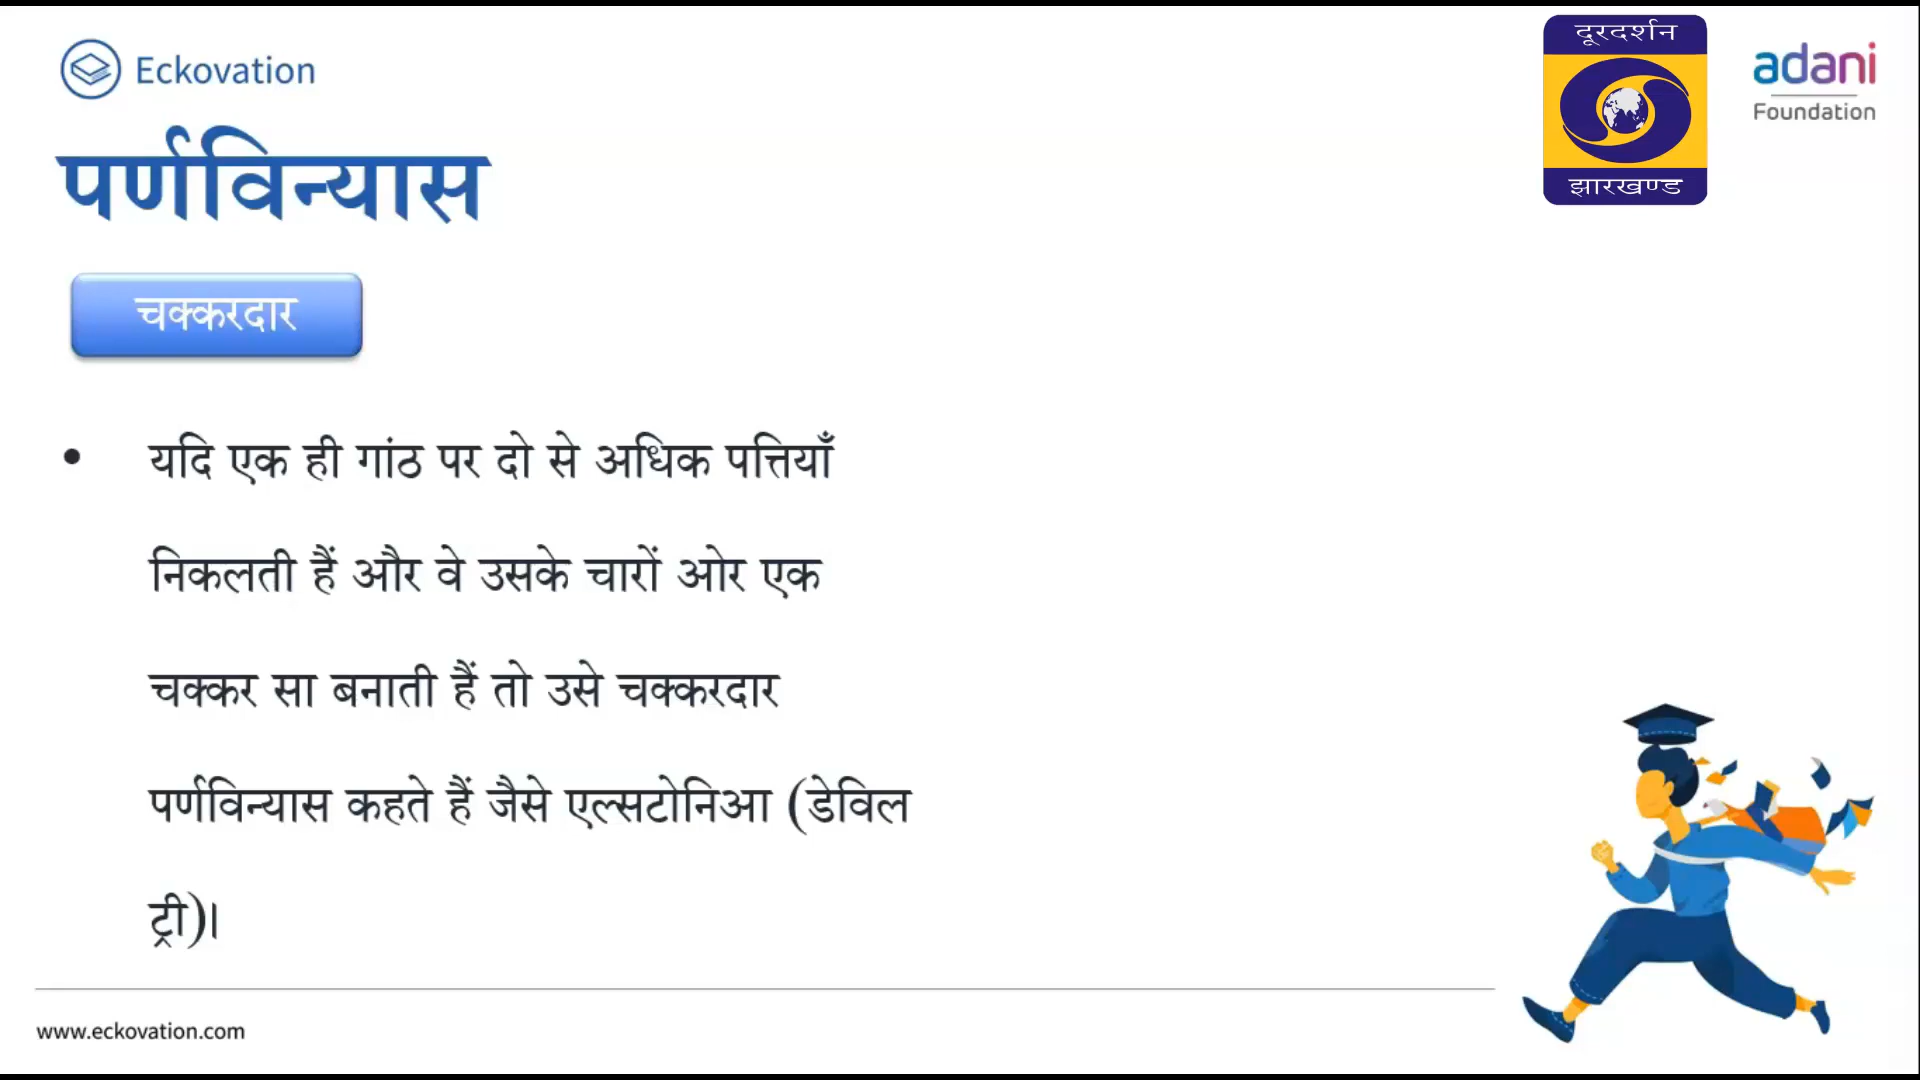 Eckovation
दूरदर्शन
झारखण्ड
adani
Foundation
पर्णविन्यास
चक्करदार
• यदि एक ही गांठ पर दो से अधिक पत्तियाँ
निकलती हैं और वे उसके चारों ओर एक
चक्कर सा बनाती हैं तो उसे चक्करदार
पर्णविन्यास कहते हैं जैसे एल्सटोनिआ (डेविल
ट्री)।
www.eckovation.com